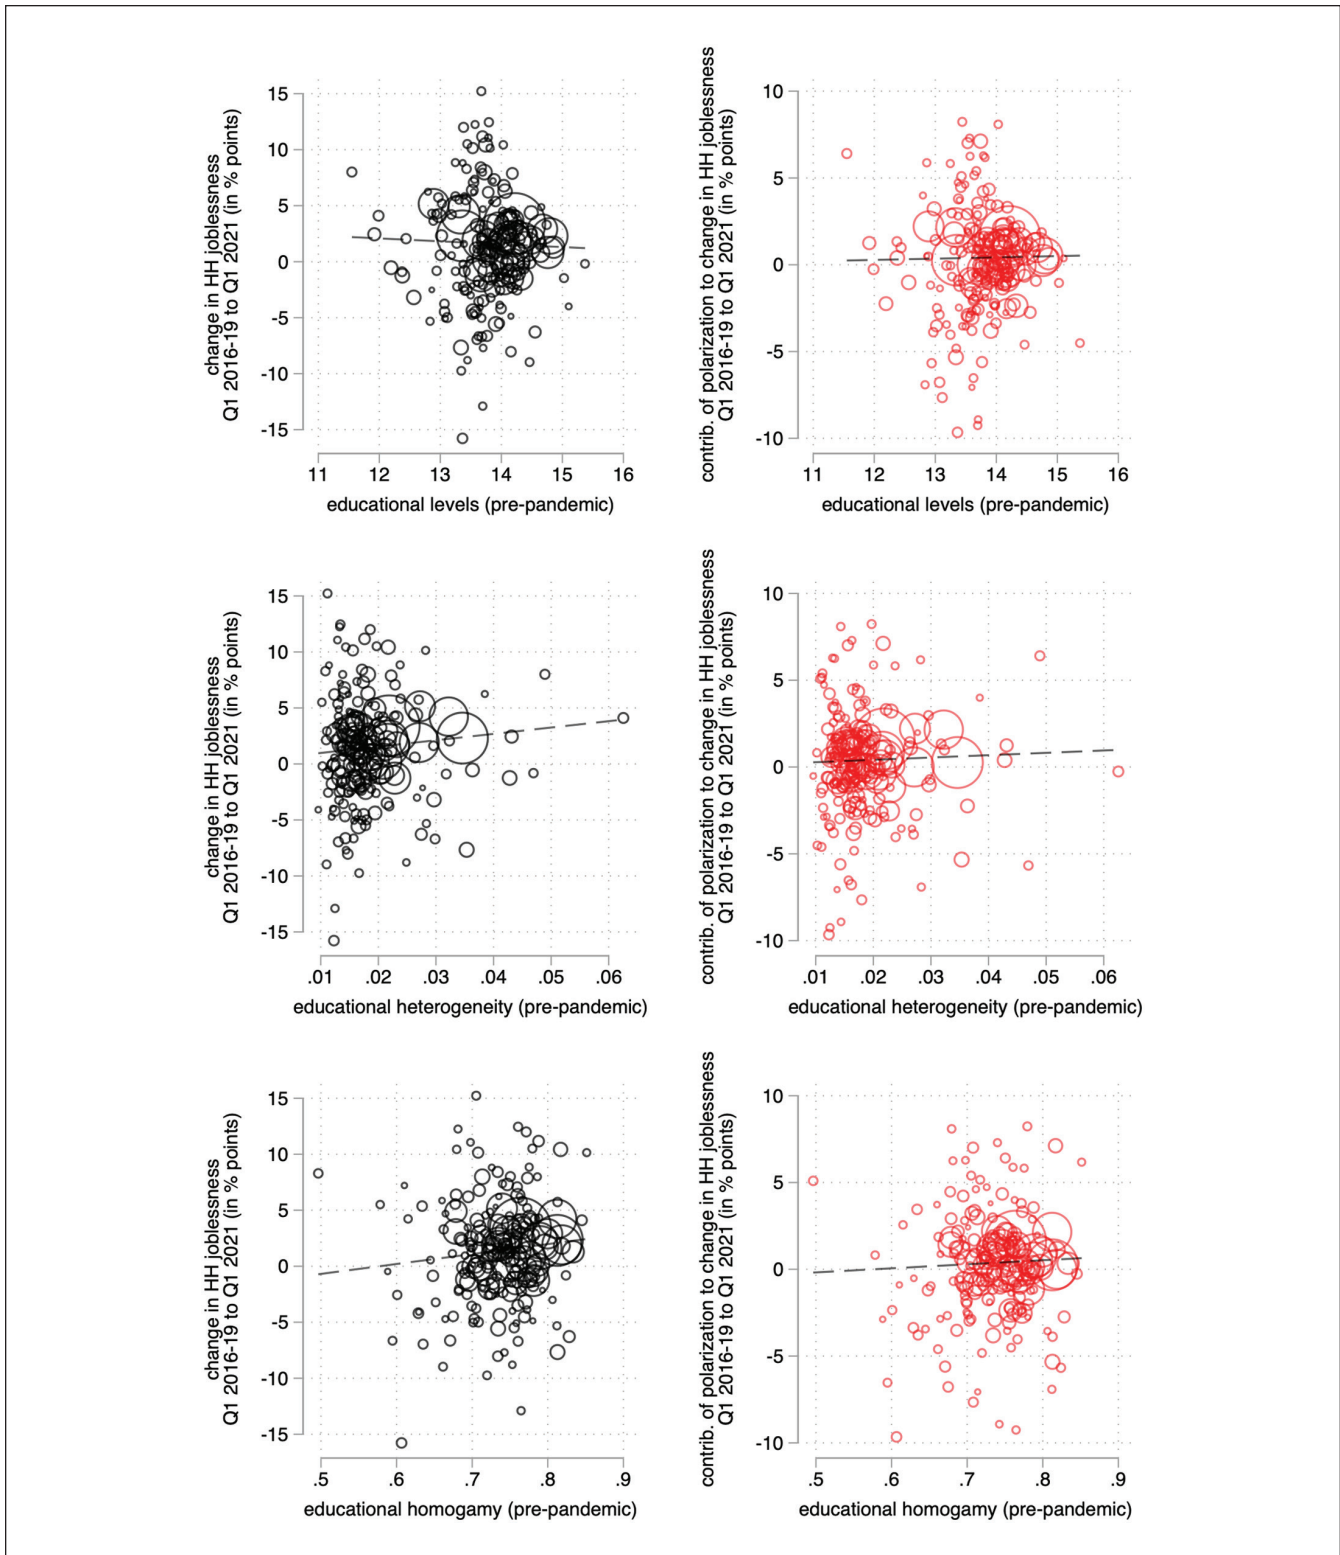 change in HH joblessness
Q1 2016-19 to Q1 2021 (in % points)
15
10
5
0
-5
-10
-15
11 12 13 14 15 16
educational levels (pre-pandemic)
contrib. of polarization to change in HH joblessness
Q1 2016-19 to Q1 2021 (in % points)
10
5
0
-5
-10
11 12 13 14 15 16
educational levels (pre-pandemic)
change in HH joblessness
Q1 2016-19 to Q1 2021 (in % points)
15
10
5
0
-5
-10
-15
.01 .02 .03 .04 .05 .06
educational heterogeneity (pre-pandemic)
contrib. of polarization to change in HH joblessness
Q1 2016-19 to Q1 2021 (in % points)
10
5
0
-5
-10
.01 .02 .03 .04 .05 .06
educational heterogeneity (pre-pandemic)
change in HH joblessness
Q1 2016-19 to Q1 2021 (in % points)
15
10
5
0
-5
-10
-15
.5 .6 .7 .8 .9
educational homogamy (pre-pandemic)
contrib. of polarization to change in HH joblessness
Q1 2016-19 to Q1 2021 (in % points)
10
5
0
-5
-10
.5 .6 .7 .8 .9
educational homogamy (pre-pandemic)